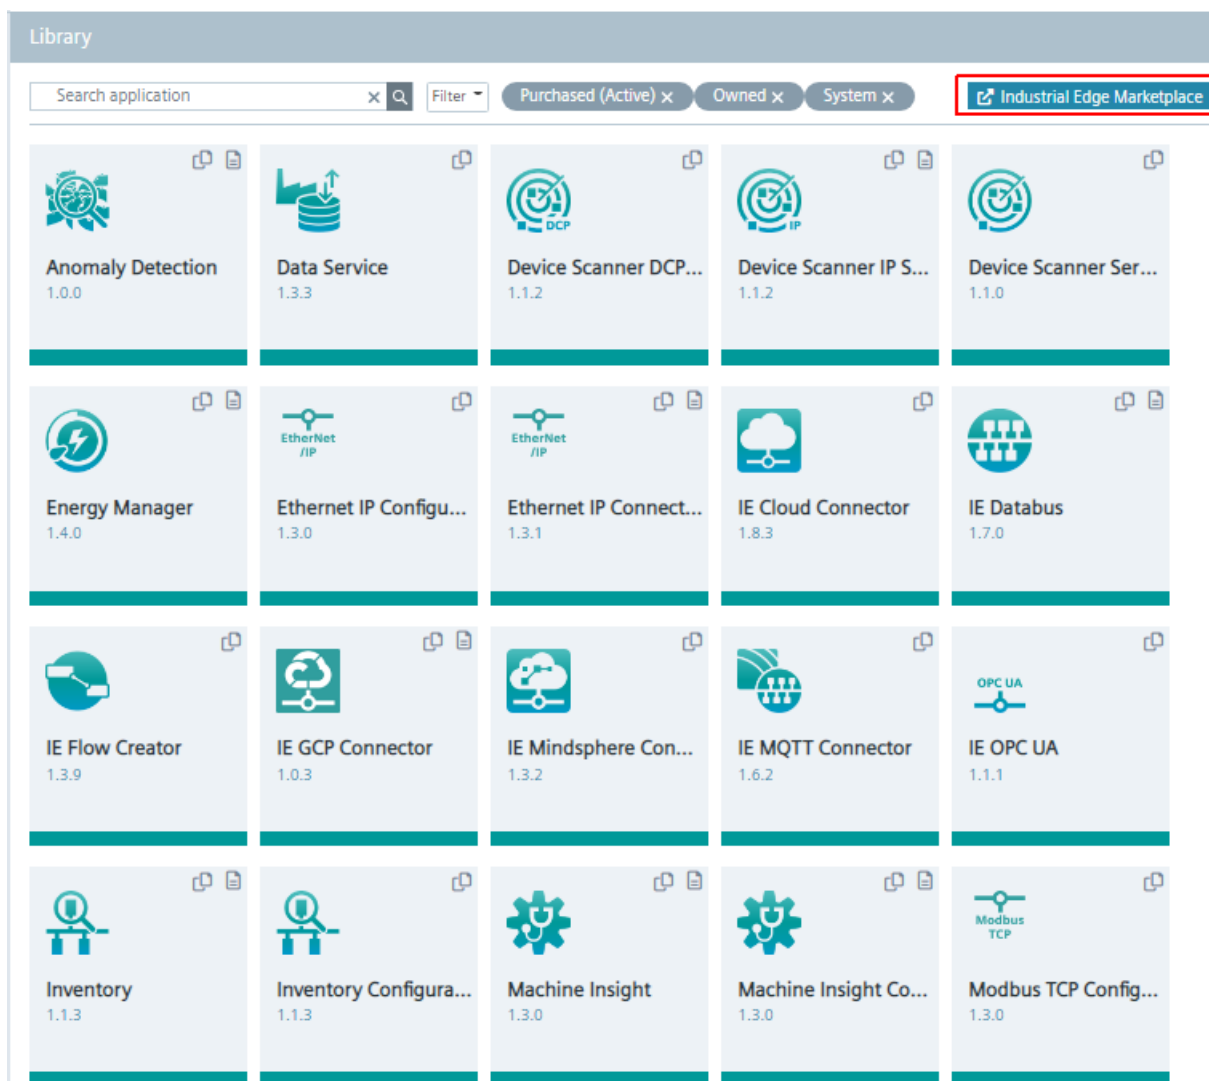 Library
Search application
Filter
Purchased (Active) x
Owned x
System x
Industrial Edge Marketplace
DCP
IP
Anomaly Detection
1.0.0
Data Service
1.3.3
Device Scanner DCP...
1.1.2
Device Scanner IP S...
1.1.2
Device Scanner Ser...
1.1.0
EtherNet
/IP
EtherNet
/IP
Energy Manager
1.4.0
Ethernet IP Configu...
1.3.0
Ethernet IP Connect...
1.3.1
IE Cloud Connector
1.8.3
IE Databus
1.7.0
OPC UA
IE Flow Creator
1.3.9
IE GCP Connector
1.0.3
IE Mindsphere Con...
1.3.2
IE MQTT Connector
1.6.2
IE OPC UA
1.1.1
Modbus
TCP
Inventory
1.1.3
Inventory Configura...
1.1.3
Machine Insight
1.3.0
Machine Insight Co...
1.3.0
Modbus TCP Config...
1.3.0